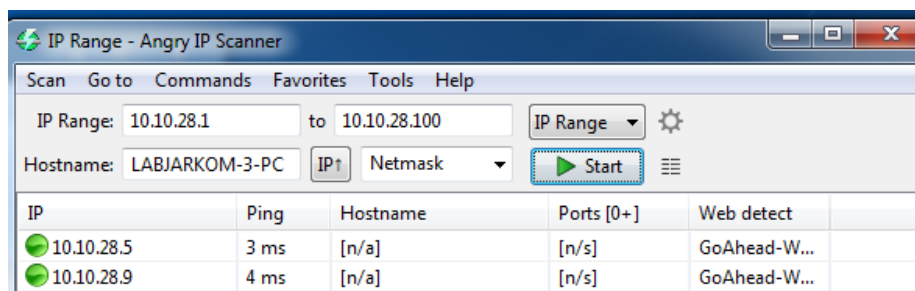 IP Range - Angry IP Scanner
Scan Go to Commands Favorites Tools Help
IP Range: 10.10.28.1 to 10.10.28.100 IP Range
Hostname: LABJARKOM-3-PC IP↑ Netmask Start
IP Ping Hostname Ports [0+] Web detect
10.10.28.5 3 ms [n/a] [n/s] GoAhead-W...
10.10.28.9 4 ms [n/a] [n/s] GoAhead-W...